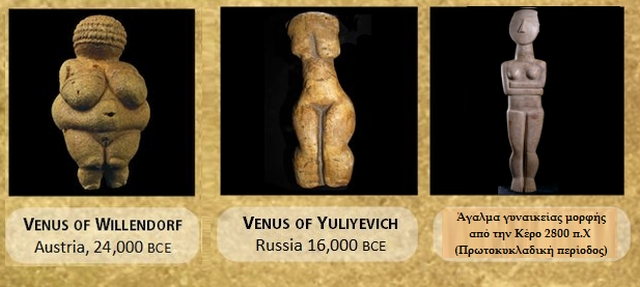 VENUS OF WILLENDORF
Austria, 24,000 BCE
VENUS OF YULIYEVICH
Russia 16,000 BCE
Άγαλμα γυναικείας μορφής
από την Κέρο 2800 π.Χ
(Πρωτοκυκλαδική περίοδος)